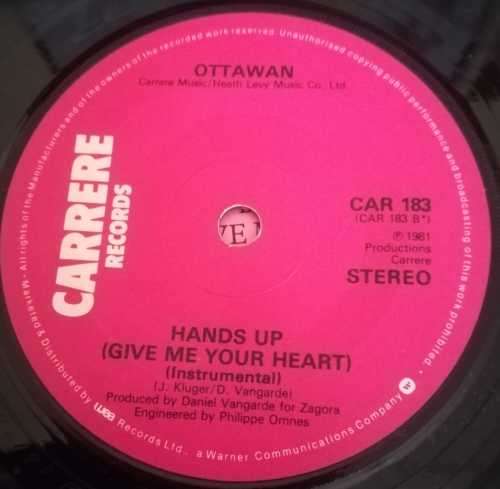 OTTAWAN
Carrere Music/Heath Levy Music Co., Ltd.
CARRERE
RECORDS
CAR 183
(CAR 183 B*)
℗ 1981
Productions
Carrere
STEREO
VE
HANDS UP
(GIVE ME YOUR HEART)
(Instrumental)
(J. Kluger/D. Vangarde)
Produced by Daniel Vangarde for Zagora
Engineered by Philippe Omnes
Marketed & Distributed by wea Records Ltd., a Warner Communications Company W
All rights of the Manufacturers and of the owners of the recorded work reserved. Unauthorised copying public performance and broadcasting of this work prohibited.